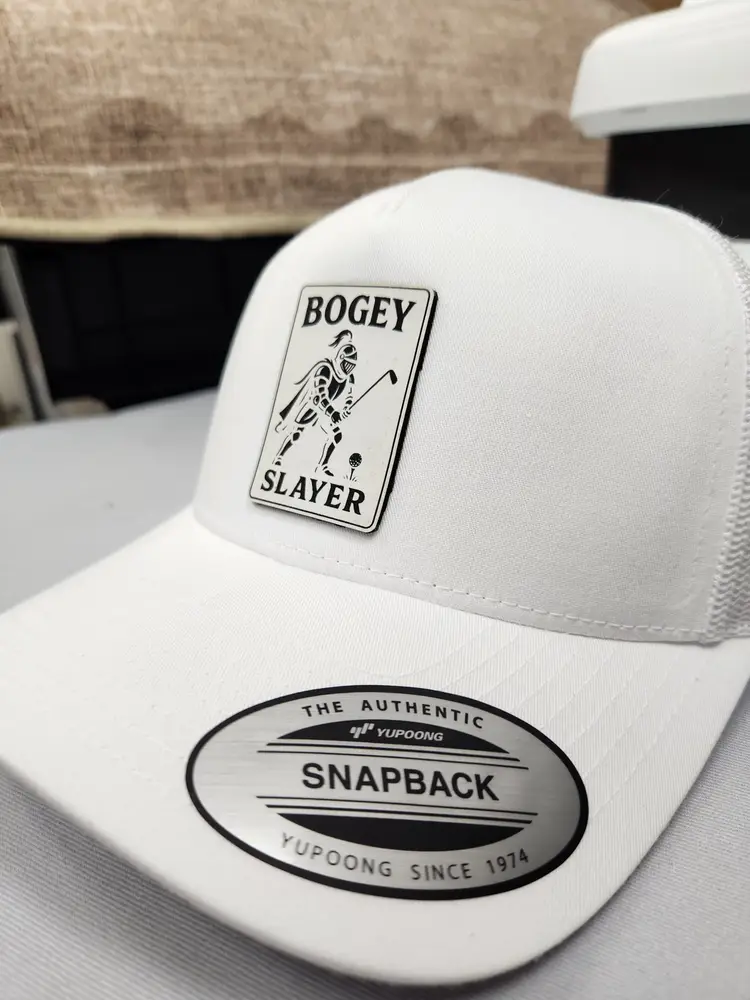 BOGEY
SLAYER
THE AUTHENTIC
YUPOONG
SNAPBACK
YUPOONG SINCE 1974